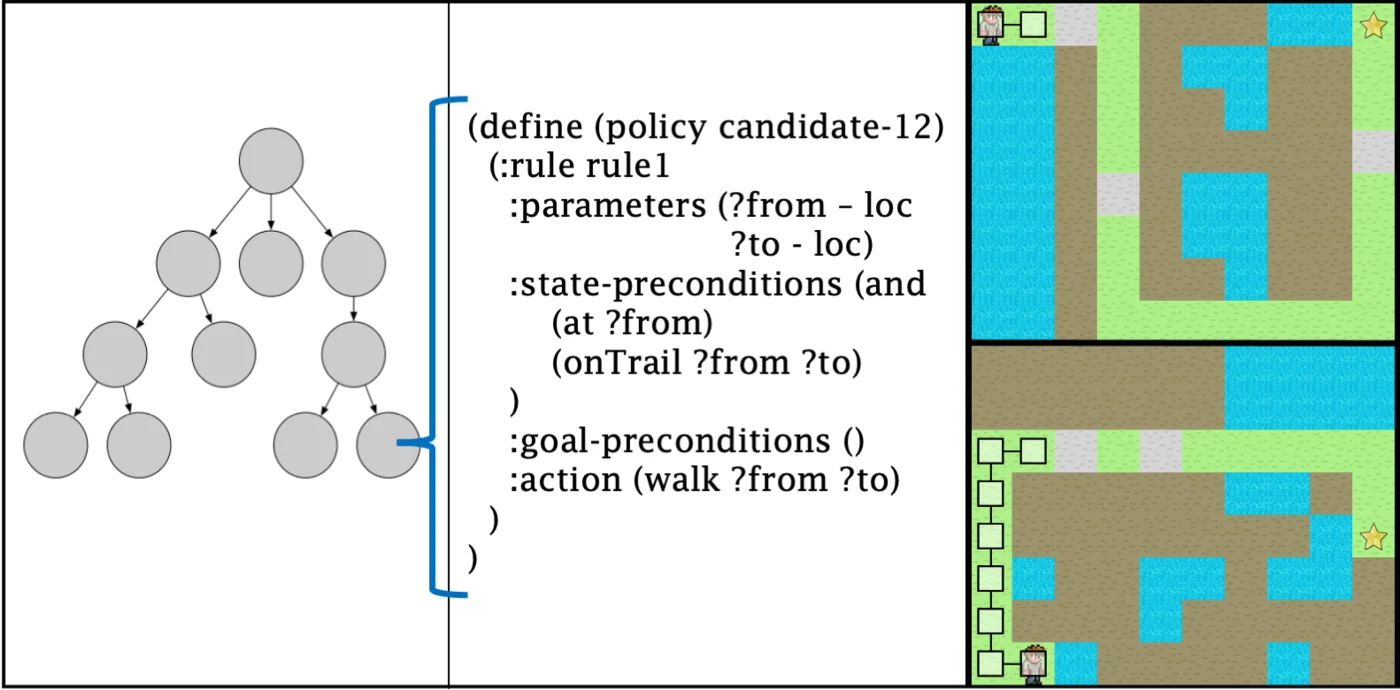 (define (policy candidate-12)
(:rule rule1
:parameters (?from – loc
?to - loc)
:state-preconditions (and
(at ?from)
(onTrail ?from ?to)
)
:goal-preconditions ()
:action (walk ?from ?to)
)
)